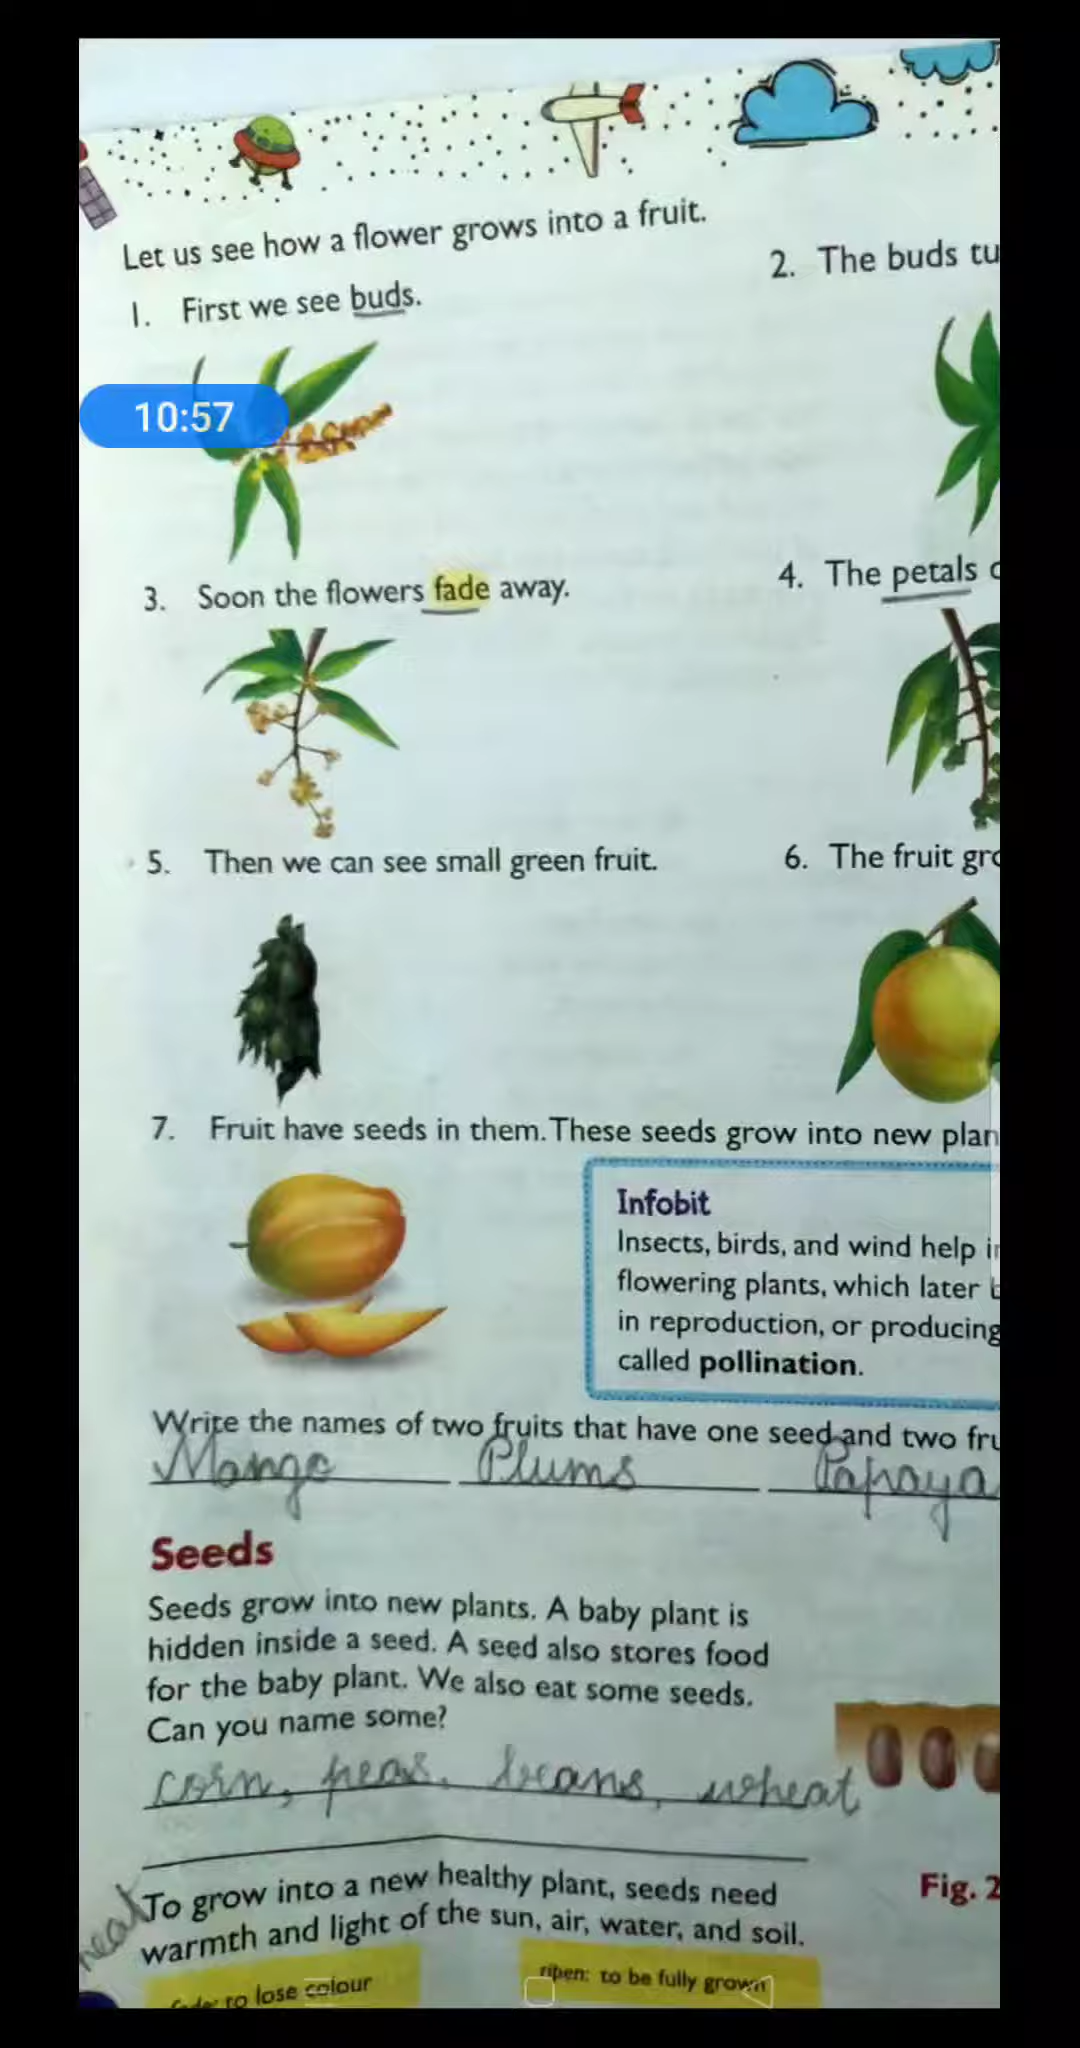 Let us see how a flower grows into a fruit.
1. First we see buds.
2. The buds tu
10:57
3. Soon the flowers fade away.
4. The petals
5. Then we can see small green fruit.
6. The fruit gro
7. Fruit have seeds in them. These seeds grow into new plan
Infobit
Insects, birds, and wind help i
flowering plants, which later b
in reproduction, or producing
called pollination.
Write the names of two fruits that have one seed and two fru
Mango Plums Papaya
Seeds
Seeds grow into new plants. A baby plant is
hidden inside a seed. A seed also stores food
for the baby plant. We also eat some seeds.
Can you name some?
corn, peas, beans, wheat
Fig. 2
To grow into a new healthy plant, seeds need
warmth and light of the sun, air, water, and soil.
heat
to lose colour
ripen: to be fully grown